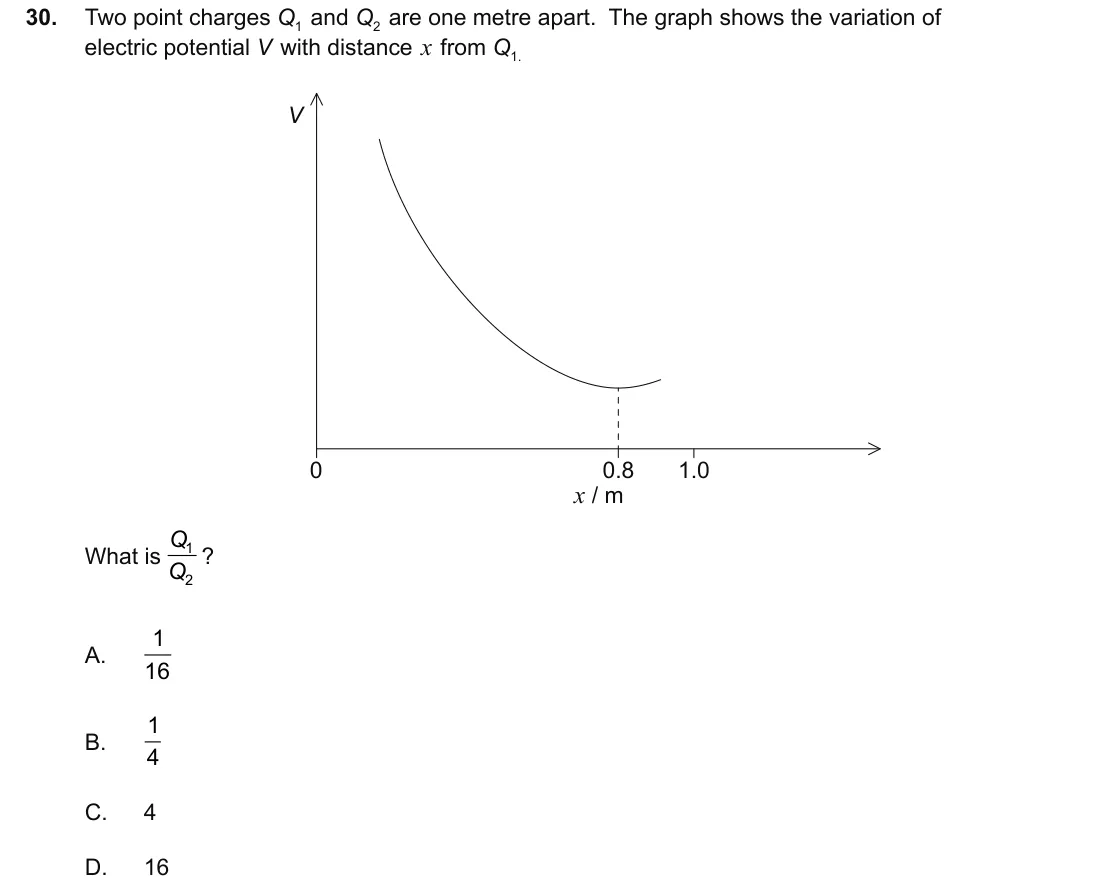 30. Two point charges Q₁ and Q₂ are one metre apart. The graph shows the variation of
electric potential V with distance x from Q₁.
V
0 0.8 1.0
x / m
What is Q₁/Q₂ ?
A. 1/16
B. 1/4
C. 4
D. 16